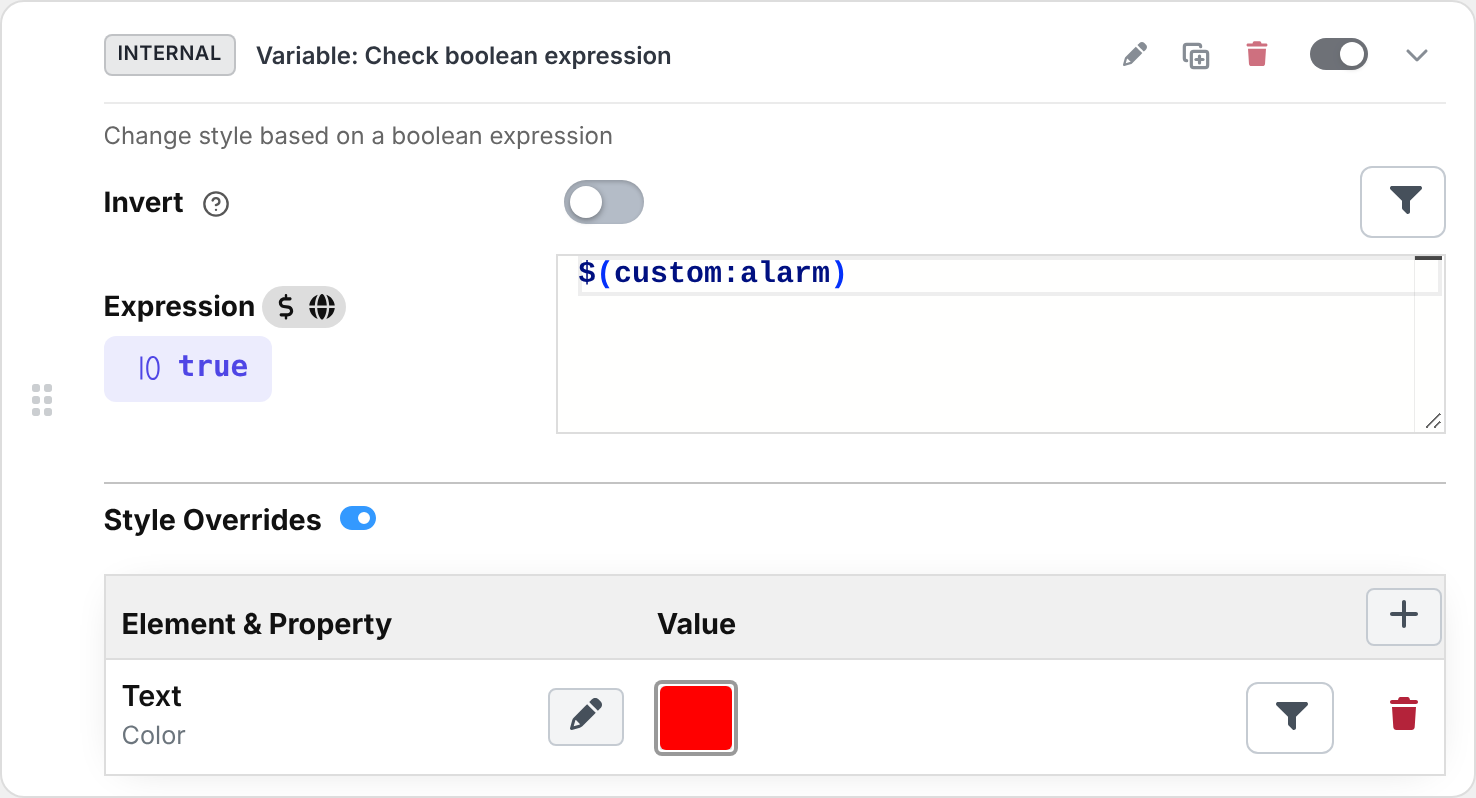 INTERNAL Variable: Check boolean expression
Change style based on a boolean expression
Invert ?
$(custom:alarm)
Expression $
true
Style Overrides
Element & Property Value
Text
Color